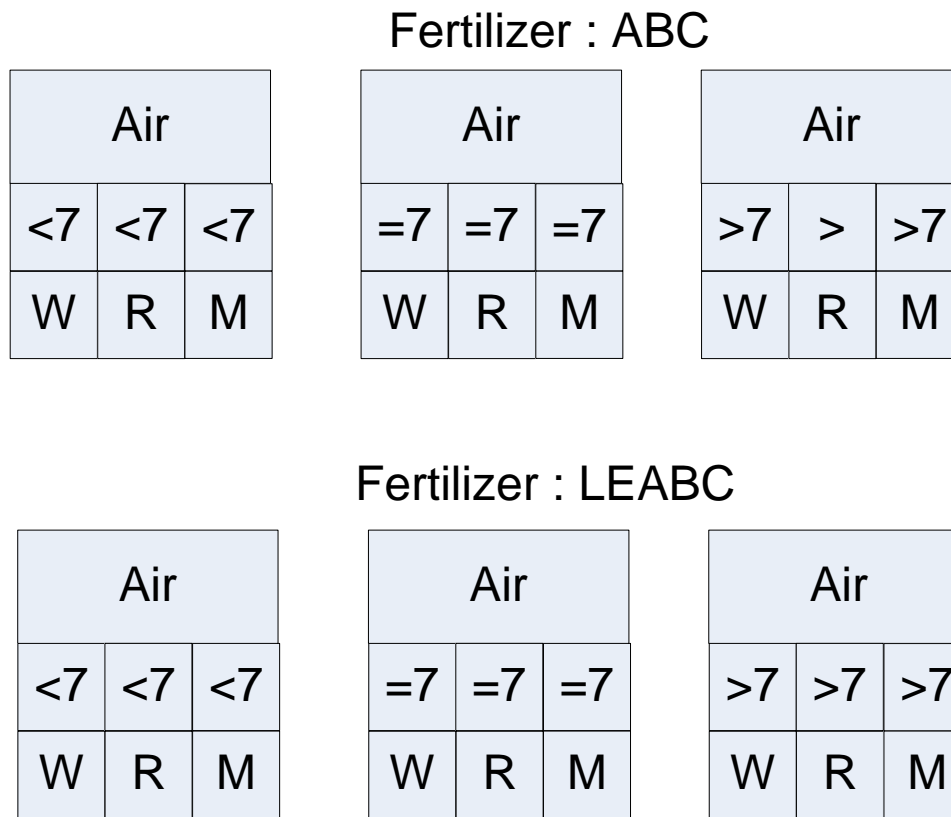 Fertilizer : ABC
Air Air Air
<7 <7 <7 =7 =7 =7 >7 > >7
W R M W R M W R M
Fertilizer : LEABC
Air Air Air
<7 <7 <7 =7 =7 =7 >7 >7 >7
W R M W R M W R M